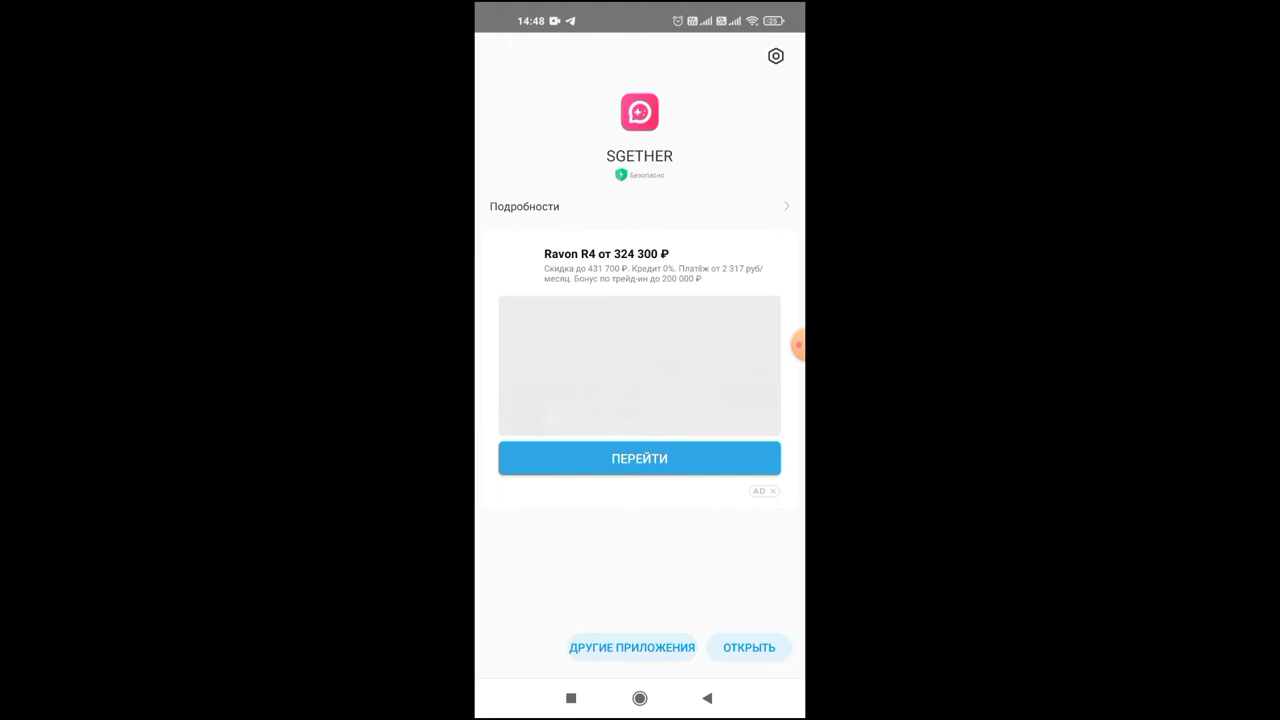 14:48
25
SGETHER
Безопасно
Подробности
Ravon R4 от 324 300 ₽
Скидка до 431 700 ₽. Кредит 0%. Платёж от 2 317 руб/
месяц. Бонус по трейд-ин до 200 000 ₽
ПЕРЕЙТИ
AD
ДРУГИЕ ПРИЛОЖЕНИЯ
ОТКРЫТЬ